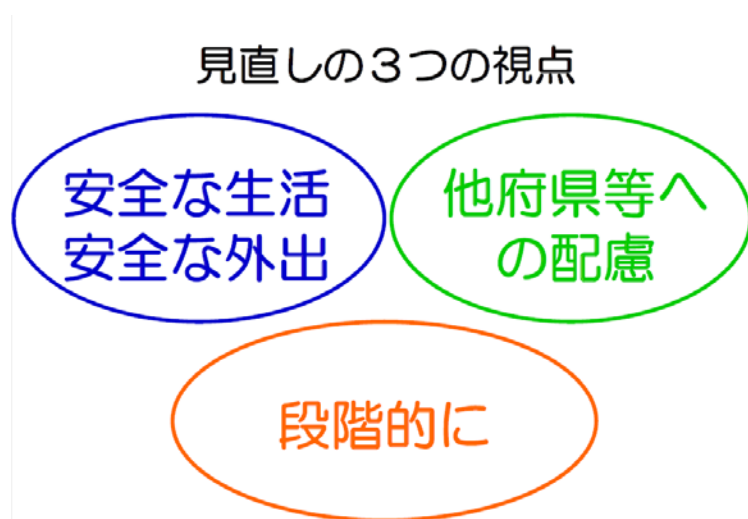 見直しの３つの視点
安全な生活
安全な外出
他府県等へ
の配慮
段階的に